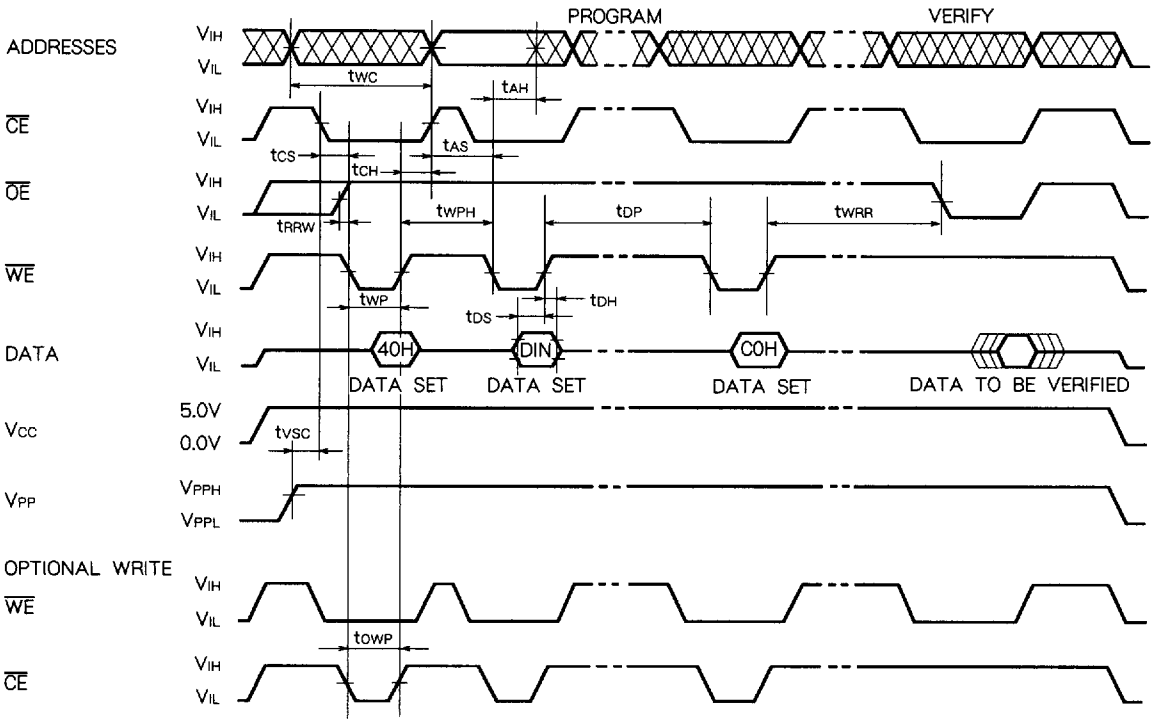 PROGRAM VERIFY
ADDRESSES VIH
VIL
tWC tAH
CE VIH
VIL
tCS tCH tAS
OE VIH
VIL
tRRW tWPH tDP tWRR
WE VIH
VIL
tWP tDS tDH
DATA VIH
VIL
40H DIN C0H
DATA SET DATA SET DATA SET DATA TO BE VERIFIED
VCC 5.0V
0.0V
tVSC
VPP VPPH
VPPL
OPTIONAL WRITE
WE VIH
VIL
tOWP
CE VIH
VIL